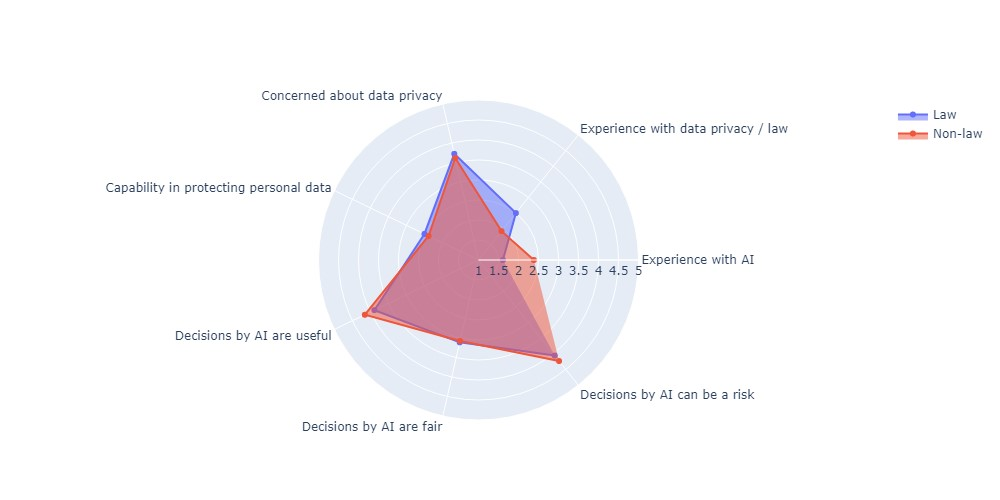 Concerned about data privacy
Law
Experience with data privacy / law
Non-law
Capability in protecting personal data
Experience with AI
1 1.5 2 2.5 3 3.5 4 4.5 5
Decisions by AI are useful
Decisions by AI can be a risk
Decisions by AI are fair